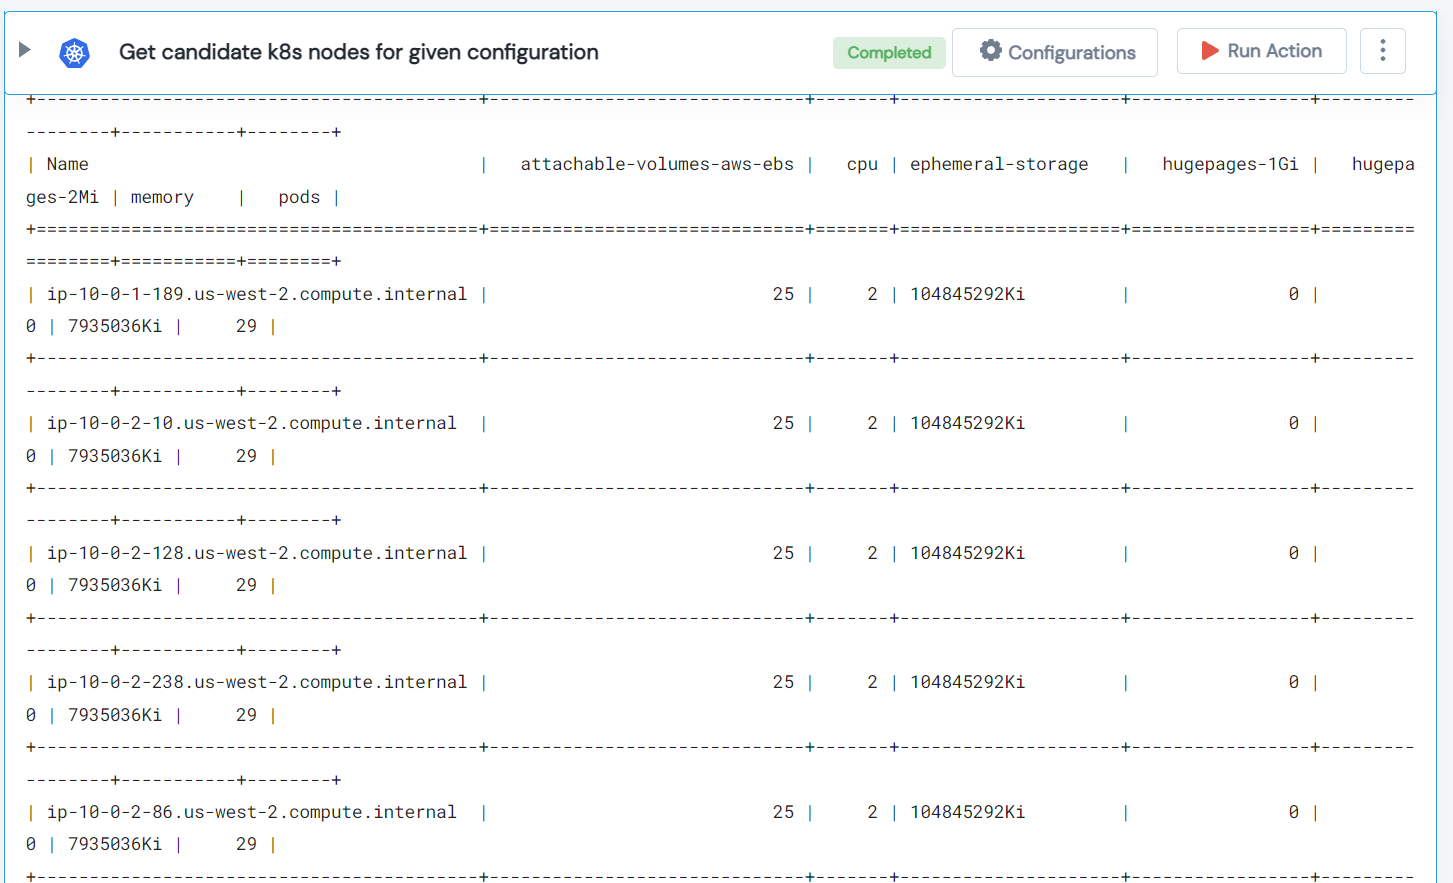 Get candidate k8s nodes for given configuration
Completed
Configurations
Run Action
+------------------------------------------+------------------------------+-------+---------------------+-----------------+---------
--------+-----------+--------+
| Name                                     |   attachable-volumes-aws-ebs |   cpu | ephemeral-storage   |   hugepages-1Gi |   hugepa
ges-2Mi | memory    |   pods |
+==========================================+==============================+=======+=====================+=================+=========
========+===========+========+
| ip-10-0-1-189.us-west-2.compute.internal |                           25 |     2 | 104845292Ki         |               0 |
0 | 7935036Ki |     29 |
+------------------------------------------+------------------------------+-------+---------------------+-----------------+---------
--------+-----------+--------+
| ip-10-0-2-10.us-west-2.compute.internal  |                           25 |     2 | 104845292Ki         |               0 |
0 | 7935036Ki |     29 |
+------------------------------------------+------------------------------+-------+---------------------+-----------------+---------
--------+-----------+--------+
| ip-10-0-2-128.us-west-2.compute.internal |                           25 |     2 | 104845292Ki         |               0 |
0 | 7935036Ki |     29 |
+------------------------------------------+------------------------------+-------+---------------------+-----------------+---------
--------+-----------+--------+
| ip-10-0-2-238.us-west-2.compute.internal |                           25 |     2 | 104845292Ki         |               0 |
0 | 7935036Ki |     29 |
+------------------------------------------+------------------------------+-------+---------------------+-----------------+---------
--------+-----------+--------+
| ip-10-0-2-86.us-west-2.compute.internal  |                           25 |     2 | 104845292Ki         |               0 |
0 | 7935036Ki |     29 |
+------------------------------------------+------------------------------+-------+---------------------+-----------------+---------